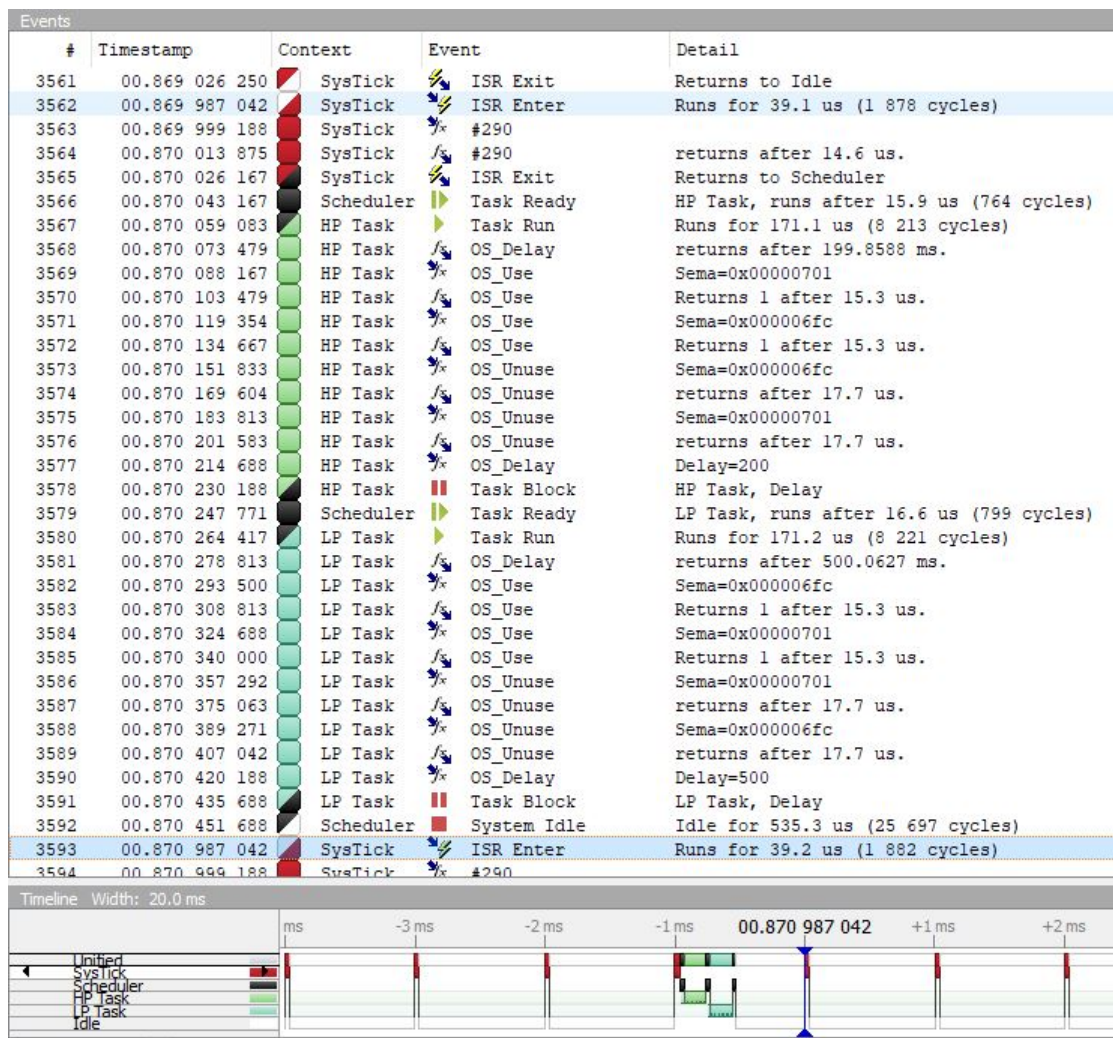 Events
# Timestamp Context Event Detail
3561 00.869 026 250 SysTick ISR Exit Returns to Idle
3562 00.869 987 042 SysTick ISR Enter Runs for 39.1 us (1 878 cycles)
3563 00.869 999 188 SysTick #290
3564 00.870 013 875 SysTick #290 returns after 14.6 us.
3565 00.870 026 167 SysTick ISR Exit Returns to Scheduler
3566 00.870 043 167 Scheduler Task Ready HP Task, runs after 15.9 us (764 cycles)
3567 00.870 059 083 HP Task Task Run Runs for 171.1 us (8 213 cycles)
3568 00.870 073 479 HP Task OS_Delay returns after 199.8588 ms.
3569 00.870 088 167 HP Task OS_Use Sema=0x00000701
3570 00.870 103 479 HP Task OS_Use Returns 1 after 15.3 us.
3571 00.870 119 354 HP Task OS_Use Sema=0x000006fc
3572 00.870 134 667 HP Task OS_Use Returns 1 after 15.3 us.
3573 00.870 151 833 HP Task OS_Unuse Sema=0x000006fc
3574 00.870 169 604 HP Task OS_Unuse returns after 17.7 us.
3575 00.870 183 813 HP Task OS_Unuse Sema=0x00000701
3576 00.870 201 583 HP Task OS_Unuse returns after 17.7 us.
3577 00.870 214 688 HP Task OS_Delay Delay=200
3578 00.870 230 188 HP Task Task Block HP Task, Delay
3579 00.870 247 771 Scheduler Task Ready LP Task, runs after 16.6 us (799 cycles)
3580 00.870 264 417 LP Task Task Run Runs for 171.2 us (8 221 cycles)
3581 00.870 278 813 LP Task OS_Delay returns after 500.0627 ms.
3582 00.870 293 500 LP Task OS_Use Sema=0x000006fc
3583 00.870 308 813 LP Task OS_Use Returns 1 after 15.3 us.
3584 00.870 324 688 LP Task OS_Use Sema=0x00000701
3585 00.870 340 000 LP Task OS_Use Returns 1 after 15.3 us.
3586 00.870 357 292 LP Task OS_Unuse Sema=0x00000701
3587 00.870 375 063 LP Task OS_Unuse returns after 17.7 us.
3588 00.870 389 271 LP Task OS_Unuse Sema=0x000006fc
3589 00.870 407 042 LP Task OS_Unuse returns after 17.7 us.
3590 00.870 420 188 LP Task OS_Delay Delay=500
3591 00.870 435 688 LP Task Task Block LP Task, Delay
3592 00.870 451 688 Scheduler System Idle Idle for 535.3 us (25 697 cycles)
3593 00.870 987 042 SysTick ISR Enter Runs for 39.2 us (1 882 cycles)
3594 00.870 999 188 SysTick #290
Timeline Width: 20.0 ms
ms -3 ms -2 ms -1 ms 00.870 987 042 +1 ms +2 ms
Unified
SysTick
Scheduler
HP Task
LP Task
Idle